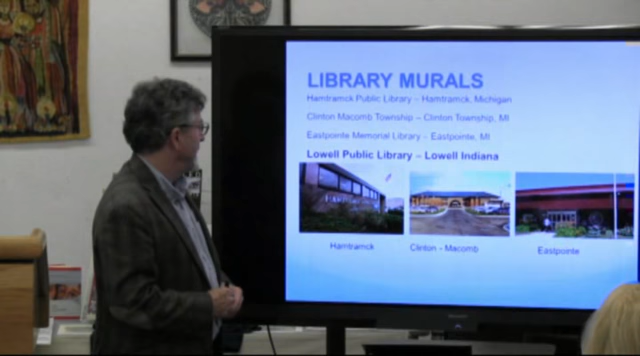 LIBRARY MURALS
Hamtramck Public Library – Hamtramck, Michigan
Clinton Macomb Township – Clinton Township, MI
Eastpointe Memorial Library – Eastpointe, MI
Lowell Public Library – Lowell Indiana
Hamtramck Clinton - Macomb Eastpointe